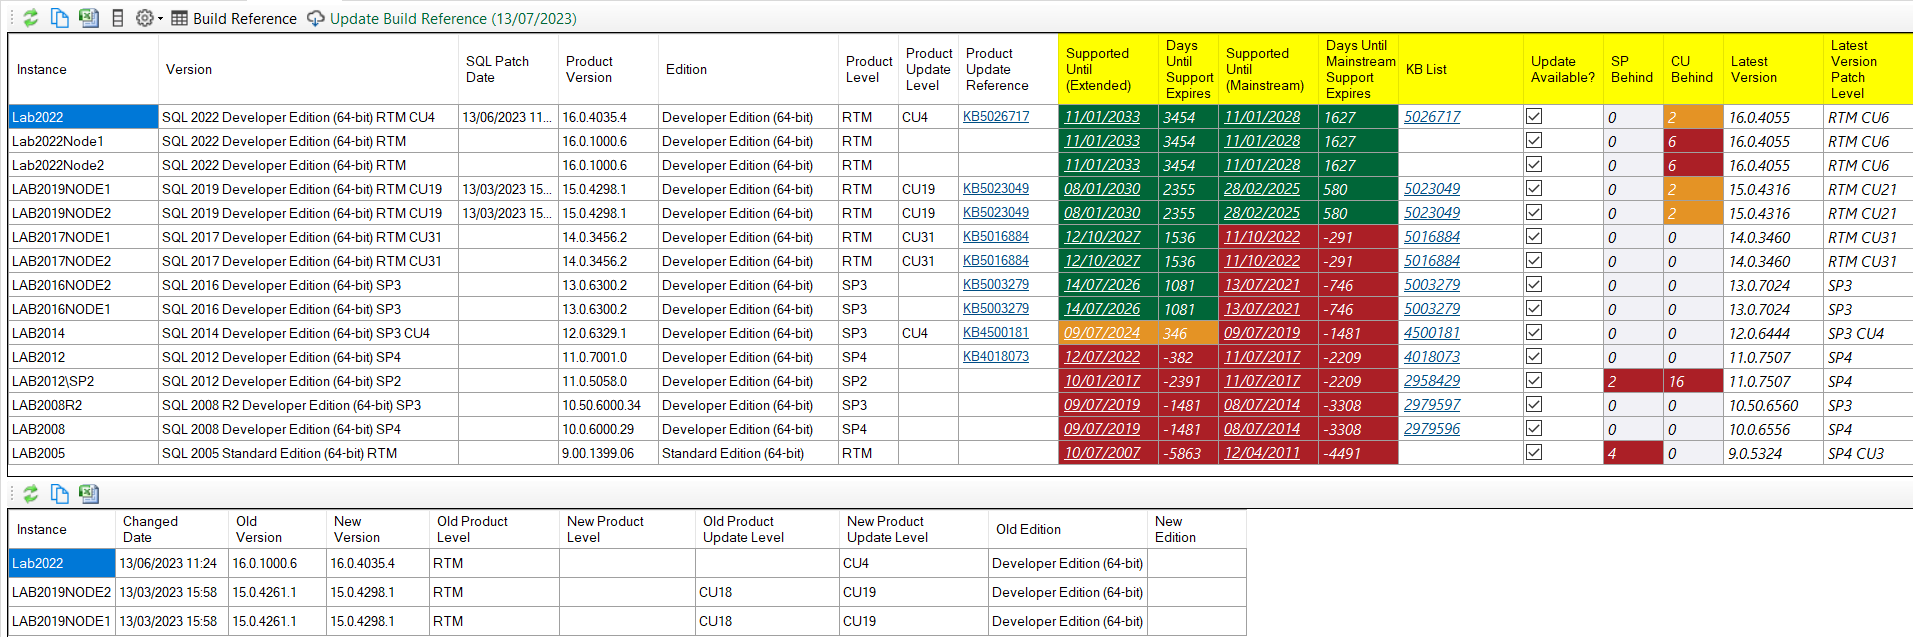 Build Reference Update Build Reference (13/07/2023)
Instance Version SQL Patch Date Product Version Edition Product Level Product Update Level Product Update Reference Supported Until (Extended) Days Until Support Expires Supported Until (Mainstream) Days Until Mainstream Support Expires KB List Update Available? SP Behind CU Behind Latest Version Latest Version Patch Level
Lab2022 SQL 2022 Developer Edition (64-bit) RTM CU4 13/06/2023 11... 16.0.4035.4 Developer Edition (64-bit) RTM CU4 KB5026717 11/01/2033 3454 11/01/2028 1627 5026717 0 2 16.0.4055 RTM CU6
Lab2022Node1 SQL 2022 Developer Edition (64-bit) RTM 16.0.1000.6 Developer Edition (64-bit) RTM 11/01/2033 3454 11/01/2028 1627 0 6 16.0.4055 RTM CU6
Lab2022Node2 SQL 2022 Developer Edition (64-bit) RTM 16.0.1000.6 Developer Edition (64-bit) RTM 11/01/2033 3454 11/01/2028 1627 0 6 16.0.4055 RTM CU6
LAB2019NODE1 SQL 2019 Developer Edition (64-bit) RTM CU19 13/03/2023 15... 15.0.4298.1 Developer Edition (64-bit) RTM CU19 KB5023049 08/01/2030 2355 28/02/2025 580 5023049 0 2 15.0.4316 RTM CU21
LAB2019NODE2 SQL 2019 Developer Edition (64-bit) RTM CU19 13/03/2023 15... 15.0.4298.1 Developer Edition (64-bit) RTM CU19 KB5023049 08/01/2030 2355 28/02/2025 580 5023049 0 2 15.0.4316 RTM CU21
LAB2017NODE1 SQL 2017 Developer Edition (64-bit) RTM CU31 14.0.3456.2 Developer Edition (64-bit) RTM CU31 KB5016884 12/10/2027 1536 11/10/2022 -291 5016884 0 0 14.0.3460 RTM CU31
LAB2017NODE2 SQL 2017 Developer Edition (64-bit) RTM CU31 14.0.3456.2 Developer Edition (64-bit) RTM CU31 KB5016884 12/10/2027 1536 11/10/2022 -291 5016884 0 0 14.0.3460 RTM CU31
LAB2016NODE2 SQL 2016 Developer Edition (64-bit) SP3 13.0.6300.2 Developer Edition (64-bit) SP3 KB5003279 14/07/2026 1081 13/07/2021 -746 5003279 0 0 13.0.7024 SP3
LAB2016NODE1 SQL 2016 Developer Edition (64-bit) SP3 13.0.6300.2 Developer Edition (64-bit) SP3 KB5003279 14/07/2026 1081 13/07/2021 -746 5003279 0 0 13.0.7024 SP3
LAB2014 SQL 2014 Developer Edition (64-bit) SP3 CU4 12.0.6329.1 Developer Edition (64-bit) SP3 CU4 KB4500181 09/07/2024 346 09/07/2019 -1481 4500181 0 0 12.0.6444 SP3 CU4
LAB2012 SQL 2012 Developer Edition (64-bit) SP4 11.0.7001.0 Developer Edition (64-bit) SP4 KB4018073 12/07/2022 -382 11/07/2017 -2209 4018073 0 0 11.0.7507 SP4
LAB2012\SP2 SQL 2012 Developer Edition (64-bit) SP2 11.0.5058.0 Developer Edition (64-bit) SP2 10/01/2017 -2391 11/07/2017 -2209 2958429 2 16 11.0.7507 SP4
LAB2008R2 SQL 2008 R2 Developer Edition (64-bit) SP3 10.50.6000.34 Developer Edition (64-bit) SP3 09/07/2019 -1481 08/07/2014 -3308 2979597 0 0 10.50.6560 SP3
LAB2008 SQL 2008 Developer Edition (64-bit) SP4 10.0.6000.29 Developer Edition (64-bit) SP4 09/07/2019 -1481 08/07/2014 -3308 2979596 0 0 10.0.6556 SP4
LAB2005 SQL 2005 Standard Edition (64-bit) RTM 9.00.1399.06 Standard Edition (64-bit) RTM 10/07/2007 -5863 12/04/2011 -4491 4 0 9.0.5324 SP4 CU3
Instance Changed Date Old Version New Version Old Product Level New Product Level Old Product Update Level New Product Update Level Old Edition New Edition
Lab2022 13/06/2023 11:24 16.0.1000.6 16.0.4035.4 RTM CU4 Developer Edition (64-bit)
LAB2019NODE2 13/03/2023 15:58 15.0.4261.1 15.0.4298.1 RTM CU18 CU19 Developer Edition (64-bit)
LAB2019NODE1 13/03/2023 15:58 15.0.4261.1 15.0.4298.1 RTM CU18 CU19 Developer Edition (64-bit)